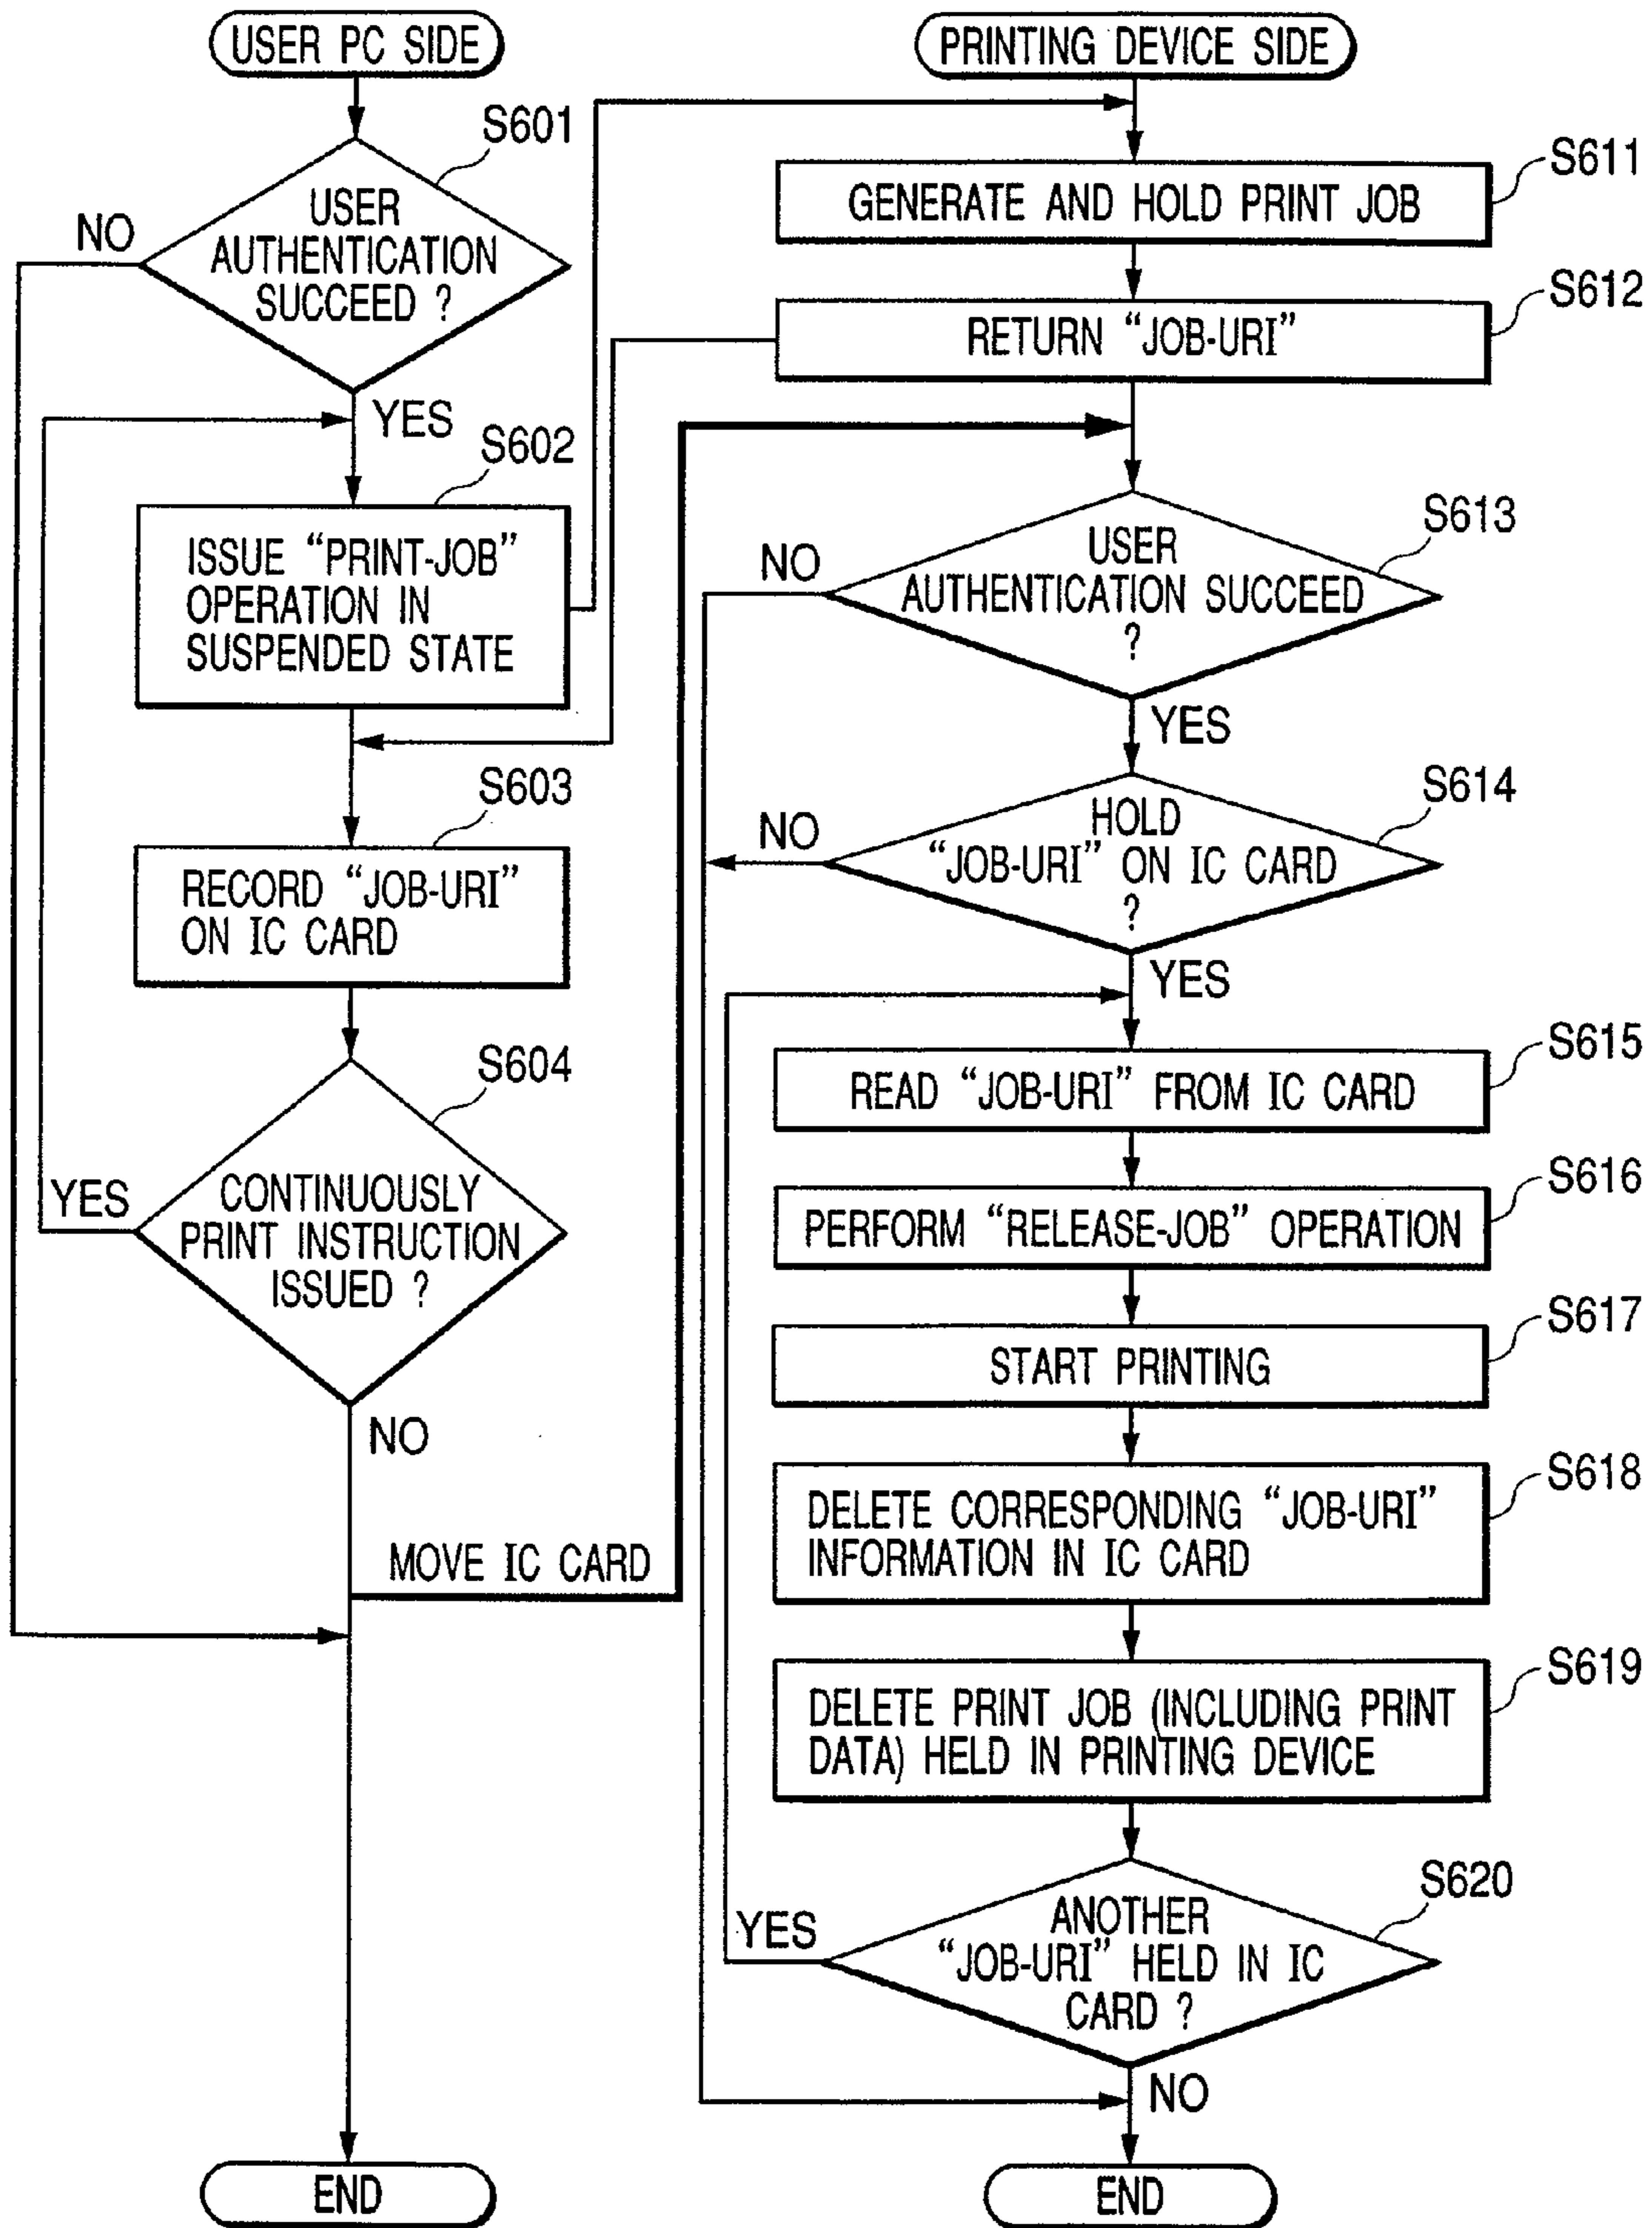 USER PC SIDE
S601
USER
AUTHENTICATION
SUCCEED ?
NO
YES
S602
ISSUE “PRINT-JOB”
OPERATION IN
SUSPENDED STATE
S603
RECORD “JOB-URI”
ON IC CARD
S604
CONTINUOUSLY
PRINT INSTRUCTION
ISSUED ?
YES
NO
MOVE IC CARD
END
PRINTING DEVICE SIDE
S611
GENERATE AND HOLD PRINT JOB
S612
RETURN “JOB-URI”
S613
USER
AUTHENTICATION SUCCEED
?
NO
YES
S614
HOLD
“JOB-URI” ON IC CARD
?
NO
YES
S615
READ “JOB-URI” FROM IC CARD
S616
PERFORM “RELEASE-JOB” OPERATION
S617
START PRINTING
S618
DELETE CORRESPONDING “JOB-URI”
INFORMATION IN IC CARD
S619
DELETE PRINT JOB (INCLUDING PRINT
DATA) HELD IN PRINTING DEVICE
S620
ANOTHER
“JOB-URI” HELD IN IC
CARD ?
YES
NO
END